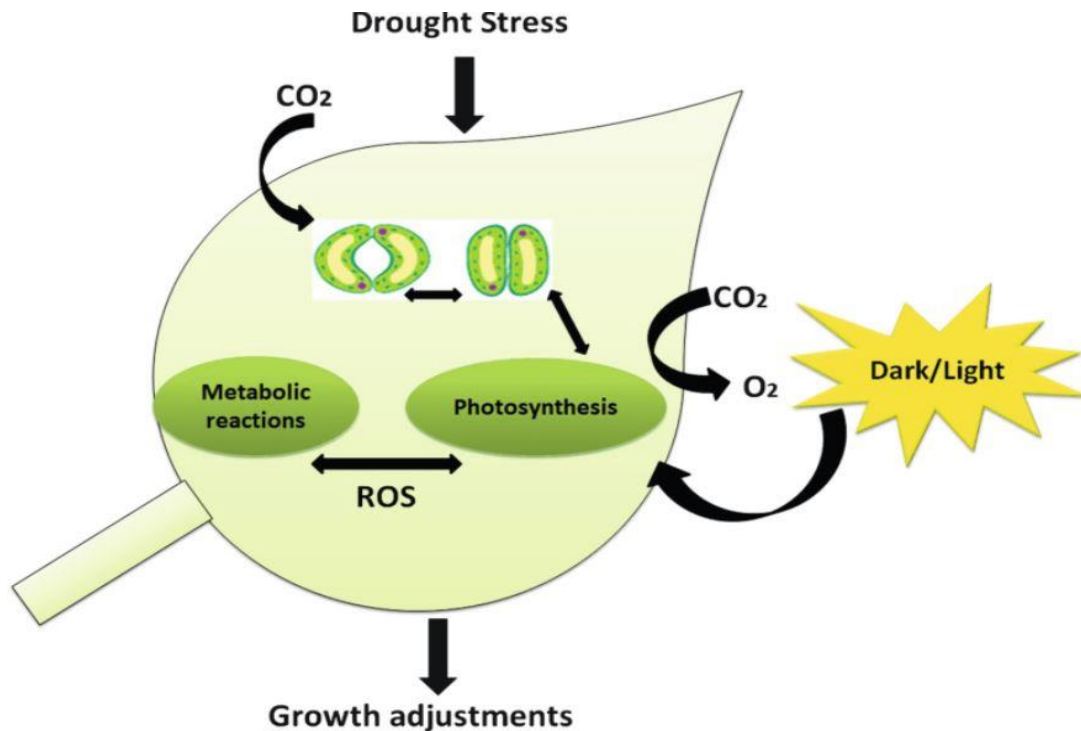 Drought Stress
CO₂
CO₂
O₂
Dark/Light
Metabolic
reactions
Photosynthesis
ROS
Growth adjustments